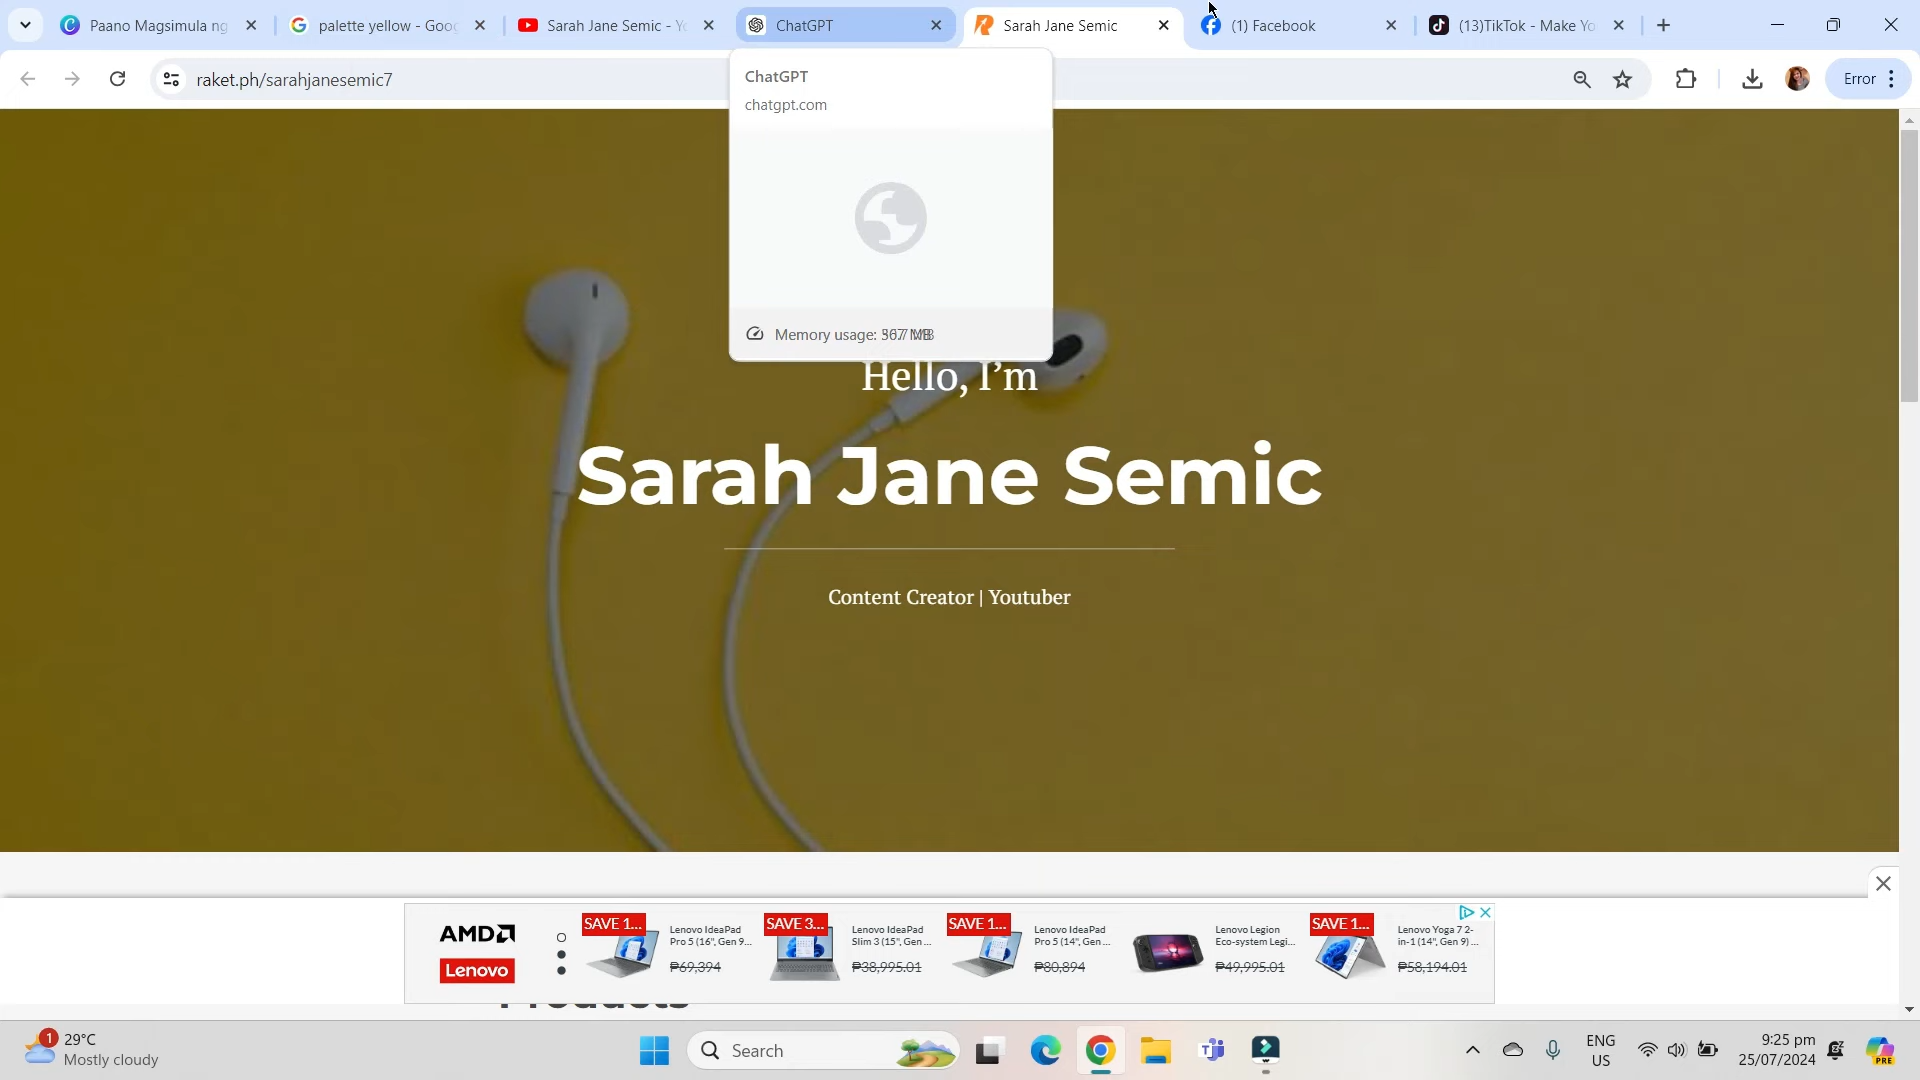 Paano Magsimula ng
palette yellow - Goog
Sarah Jane Semic - Yo
ChatGPT
Sarah Jane Semic
(1) Facebook
(13)TikTok - Make Yo
raket.ph/sarahjanesemic7
Error
ChatGPT
chatgpt.com
Memory usage:
Hello, I'm
Sarah Jane Semic
Content Creator | Youtuber
AMD
Lenovo
SAVE 1...
Lenovo IdeaPad
Pro 5 (16", Gen 9...
₱69,394
SAVE 3...
Lenovo IdeaPad
Slim 3 (15", Gen ...
₱38,995.01
SAVE 1...
Lenovo IdeaPad
Pro 5 (14", Gen ...
₱80,894
Lenovo Legion
Eco-system Legi...
₱49,995.01
SAVE 1...
Lenovo Yoga 7 2-
in-1 (14", Gen 9) ...
₱58,194.01
Products
1
29°C
Mostly cloudy
Search
ENG
US
9:25 pm
25/07/2024
PRE